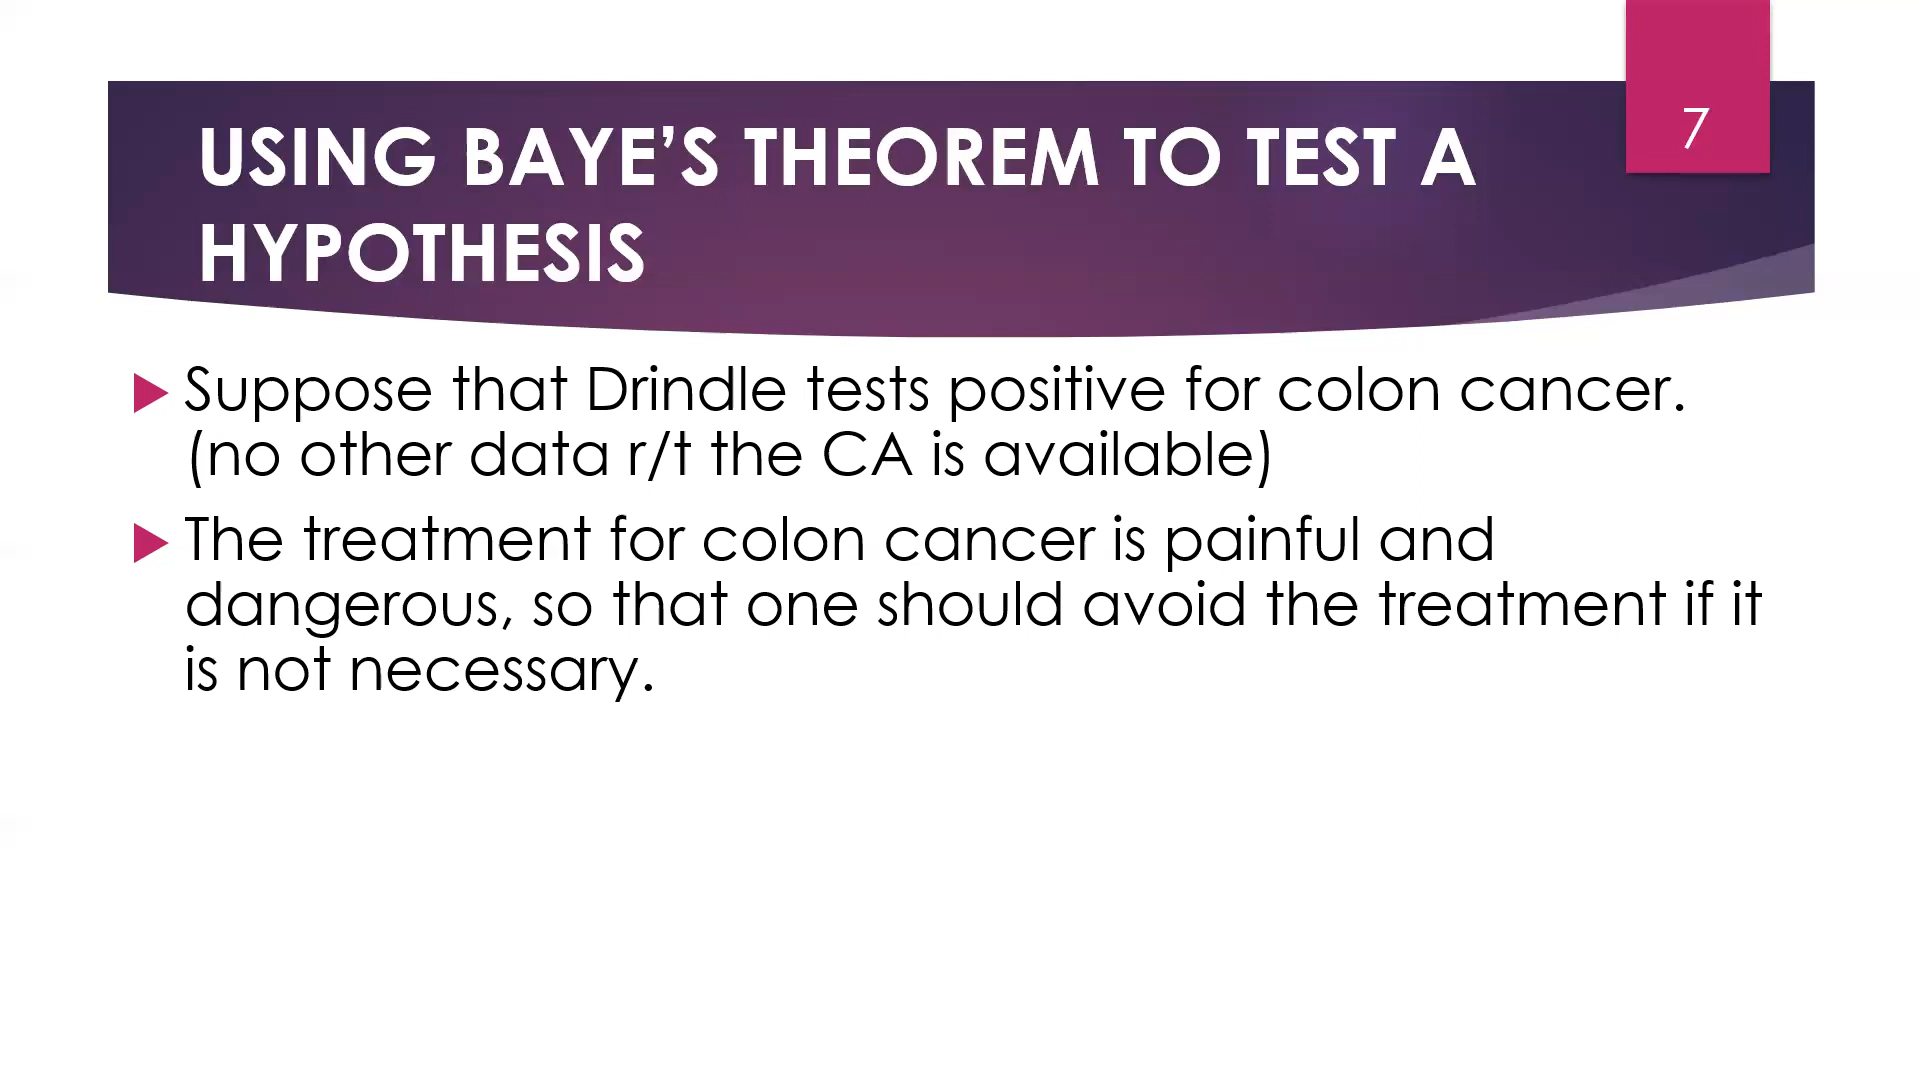 7
USING BAYE’S THEOREM TO TEST A
HYPOTHESIS
Suppose that Drindle tests positive for colon cancer.
(no other data r/t the CA is available)
The treatment for colon cancer is painful and
dangerous, so that one should avoid the treatment if it
is not necessary.